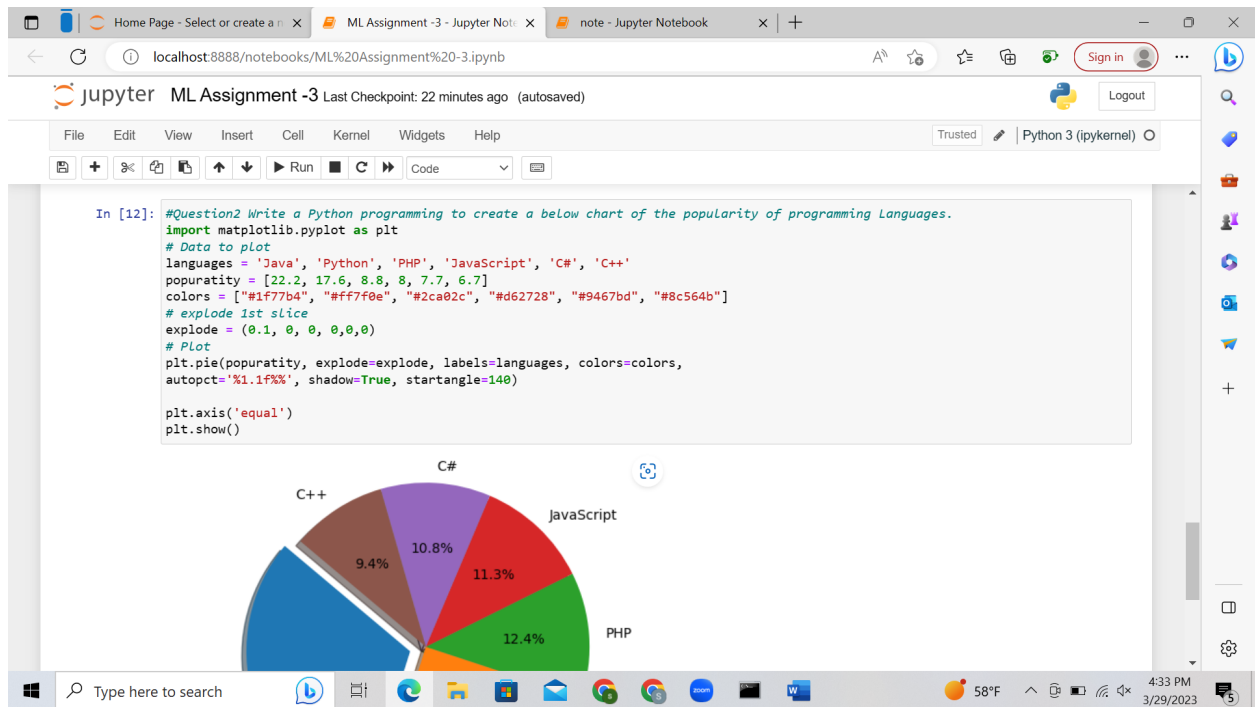 Home Page - Select or create a n
ML Assignment -3 - Jupyter Note
note - Jupyter Notebook
localhost:8888/notebooks/ML%20Assignment%20-3.ipynb
Sign in
jupyter ML Assignment -3 Last Checkpoint: 22 minutes ago (autosaved)
Logout
File Edit View Insert Cell Kernel Widgets Help
Trusted Python 3 (ipykernel)
Run Code
In [12]: #Question2 Write a Python programming to create a below chart of the popularity of programming Languages.
import matplotlib.pyplot as plt
# Data to plot
languages = 'Java', 'Python', 'PHP', 'JavaScript', 'C#', 'C++'
popuratity = [22.2, 17.6, 8.8, 8, 7.7, 6.7]
colors = ["#1f77b4", "#ff7f0e", "#2ca02c", "#d62728", "#9467bd", "#8c564b"]
# explode 1st slice
explode = (0.1, 0, 0, 0,0,0)
# Plot
plt.pie(popuratity, explode=explode, labels=languages, colors=colors,
autopct='%1.1f%%', shadow=True, startangle=140)
plt.axis('equal')
plt.show()
C#
C++
JavaScript
10.8%
9.4%
11.3%
PHP
12.4%
Type here to search
zoom
58°F
4:33 PM
3/29/2023
5